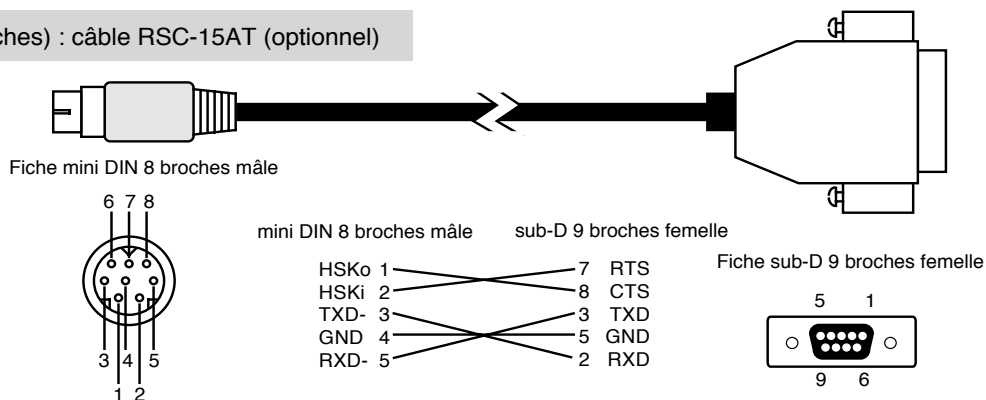 ches) : câble RSC-15AT (optionnel)
Fiche mini DIN 8 broches mâle
6 7 8
3 4 5
1 2
mini DIN 8 broches mâle
sub-D 9 broches femelle
HSKo 1 7 RTS
HSKi 2 8 CTS
TXD- 3 3 TXD
GND 4 5 GND
RXD- 5 2 RXD
Fiche sub-D 9 broches femelle
5 1
9 6